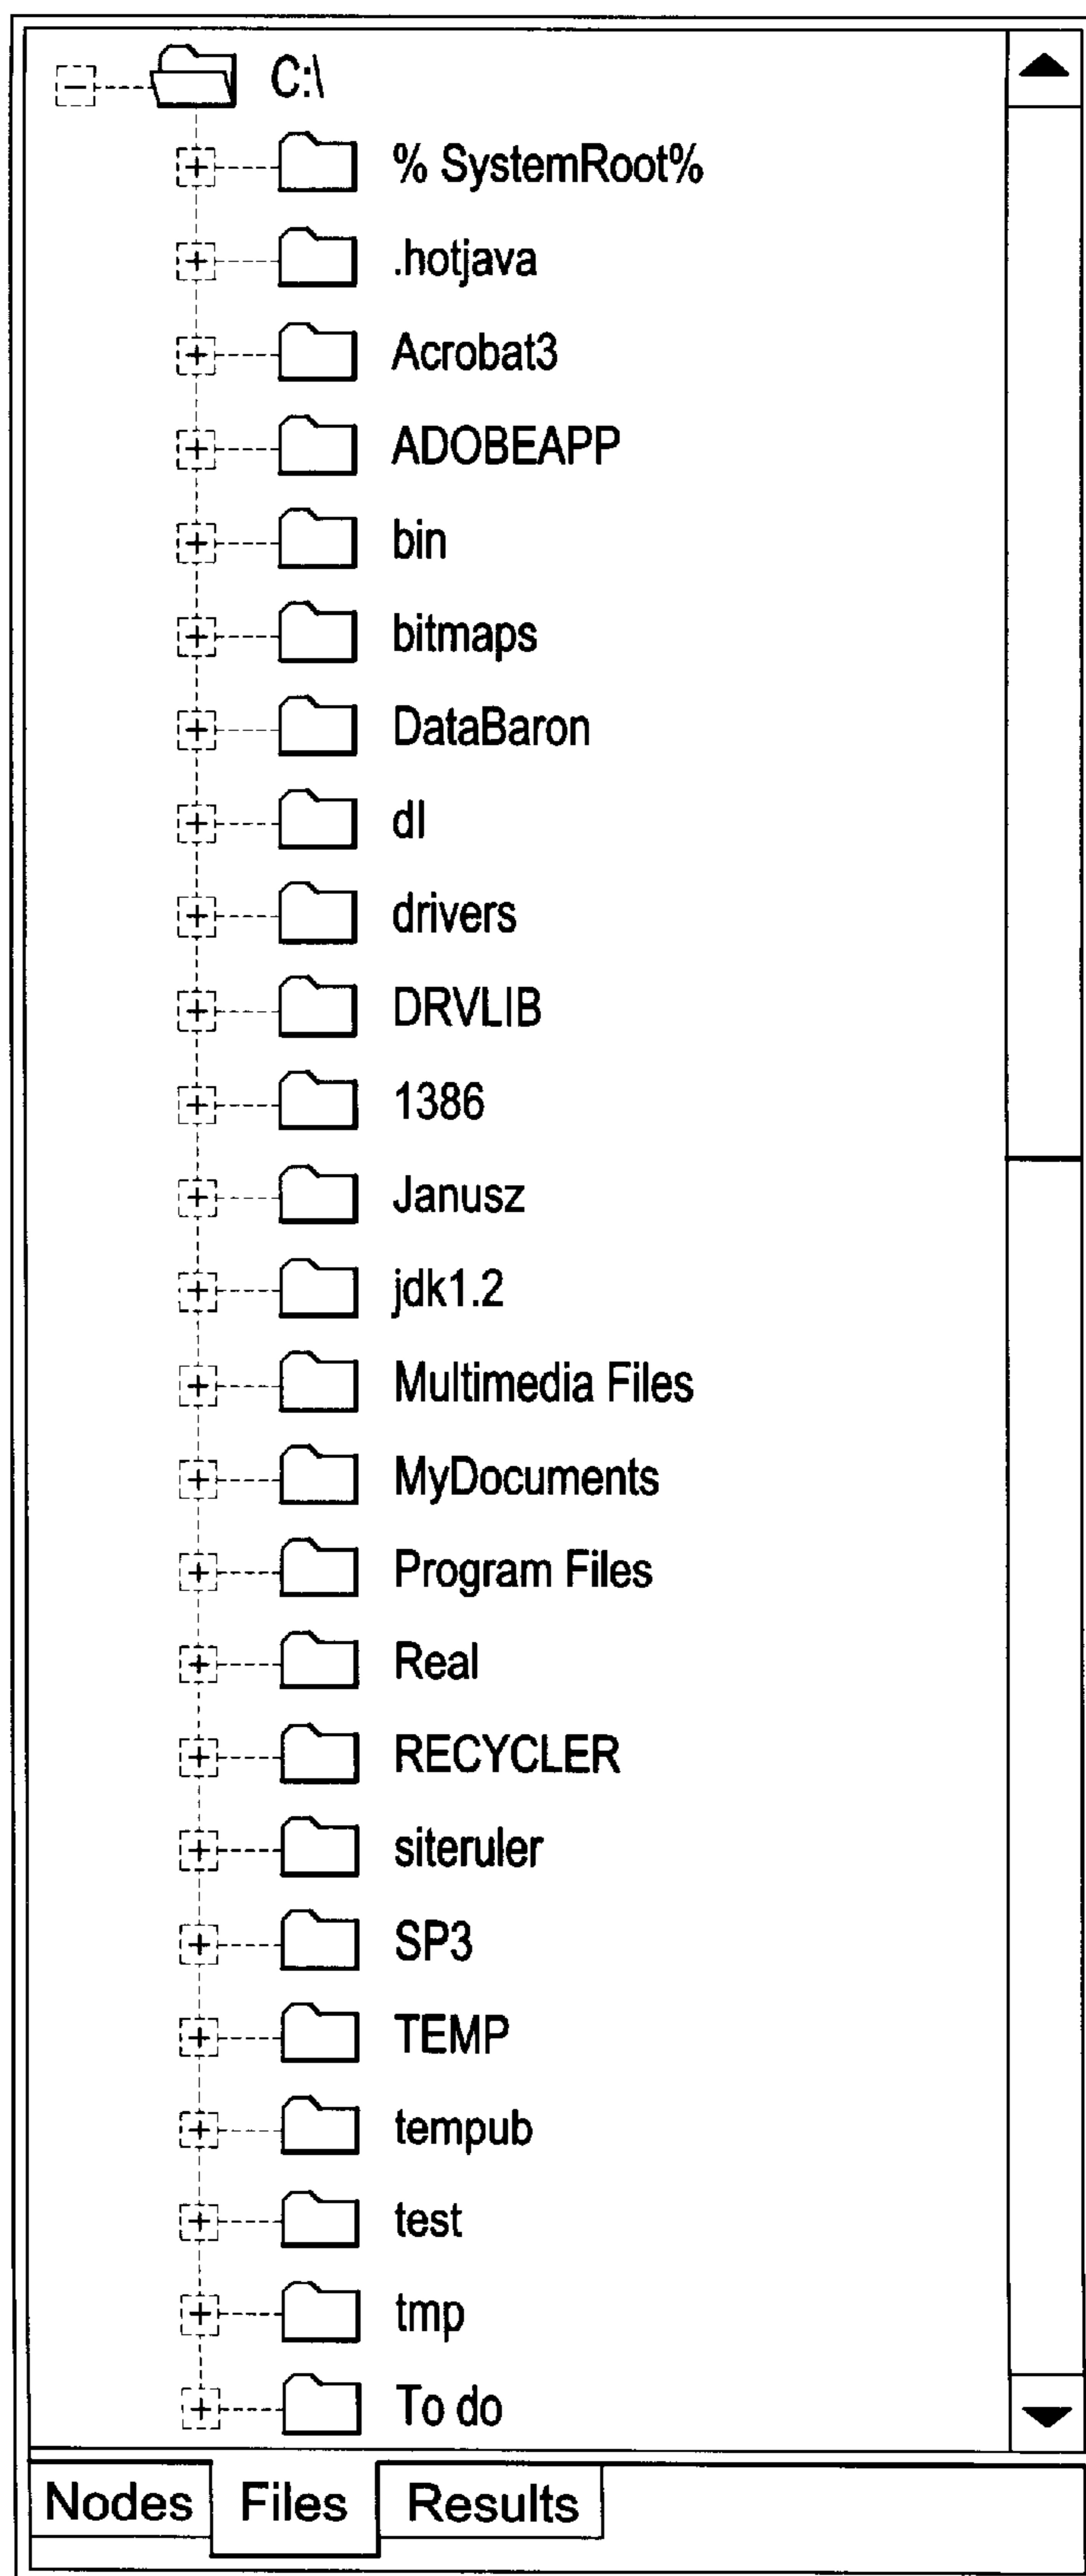 C:\
% SystemRoot%
.hotjava
Acrobat3
ADOBEAPP
bin
bitmaps
DataBaron
dl
drivers
DRVLIB
1386
Janusz
jdk1.2
Multimedia Files
MyDocuments
Program Files
Real
RECYCLER
siteruler
SP3
TEMP
tempub
test
tmp
To do
Nodes Files Results